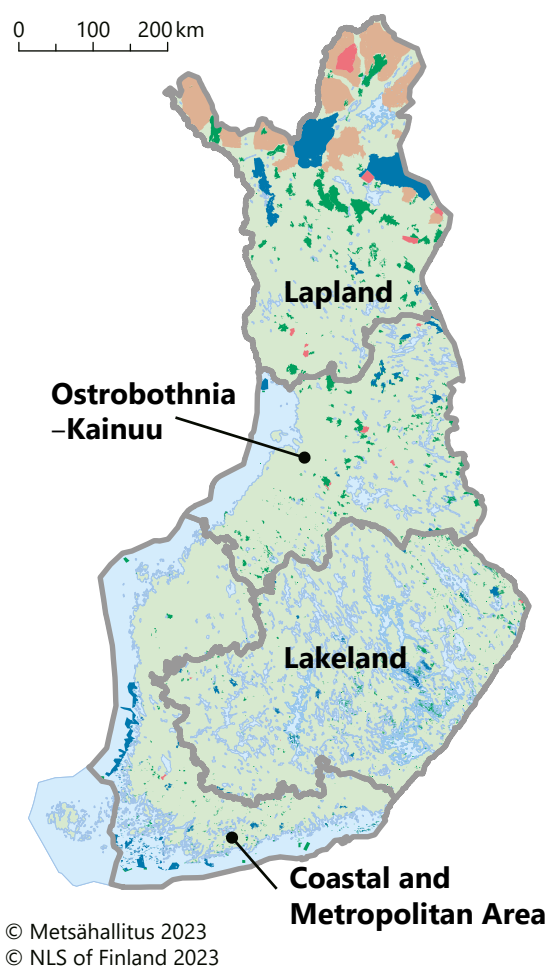 0 100 200 km
Lapland
Ostrobothnia
–Kainuu
Lakeland
Coastal and
Metropolitan Area
© Metsähallitus 2023
© NLS of Finland 2023